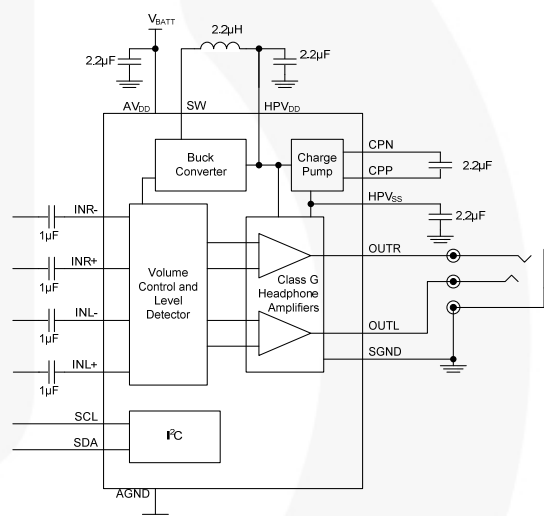 V_BATT
2.2µH
2.2µF
2.2µF
AV_DD
SW
HPV_DD
Buck
Converter
Charge
Pump
CPN
CPP
2.2µF
HPV_SS
2.2µF
INR-
1µF
INR+
1µF
INL-
1µF
INL+
1µF
Volume
Control and
Level
Detector
Class G
Headphone
Amplifiers
OUTR
OUTL
SGND
SCL
SDA
I²C
AGND